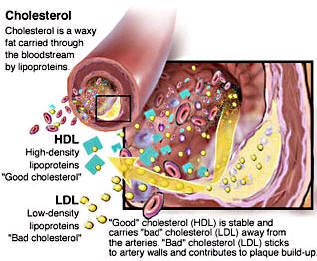 Cholesterol
Cholesterol is a waxy
fat carried through
the bloodstream
by lipoproteins.
HDL
High-density
lipoproteins
"Good cholesterol"
LDL
Low-density
lipoproteins
"Bad cholesterol"
"Good" cholesterol (HDL) is stable and
carries "bad" cholesterol (LDL) away from
the arteries. "Bad" cholesterol (LDL) sticks
to artery walls and contributes to plaque build-up.